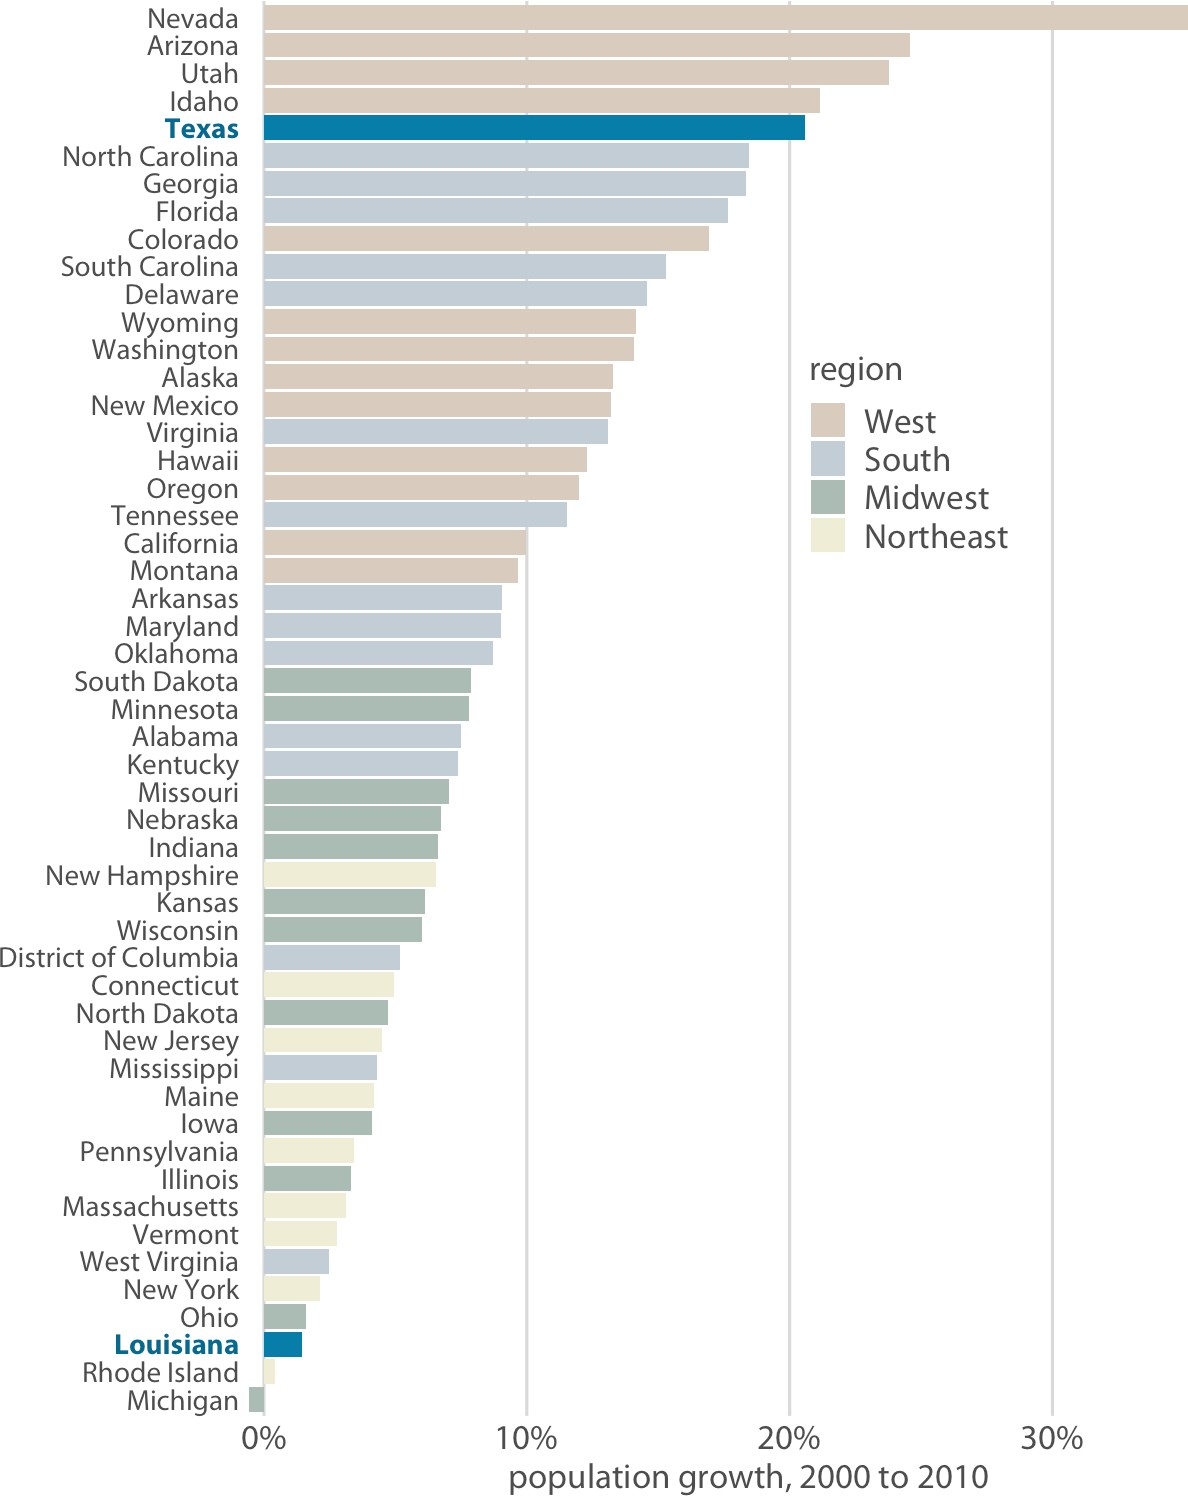 Nevada
Arizona
Utah
Idaho
Texas
North Carolina
Georgia
Florida
Colorado
South Carolina
Delaware
Wyoming
Washington
Alaska
New Mexico
Virginia
Hawaii
Oregon
Tennessee
California
Montana
Arkansas
Maryland
Oklahoma
South Dakota
Minnesota
Alabama
Kentucky
Missouri
Nebraska
Indiana
New Hampshire
Kansas
Wisconsin
District of Columbia
Connecticut
North Dakota
New Jersey
Mississippi
Maine
Iowa
Pennsylvania
Illinois
Massachusetts
Vermont
West Virginia
New York
Ohio
Louisiana
Rhode Island
Michigan
region
West
South
Midwest
Northeast
0% 10% 20% 30%
population growth, 2000 to 2010